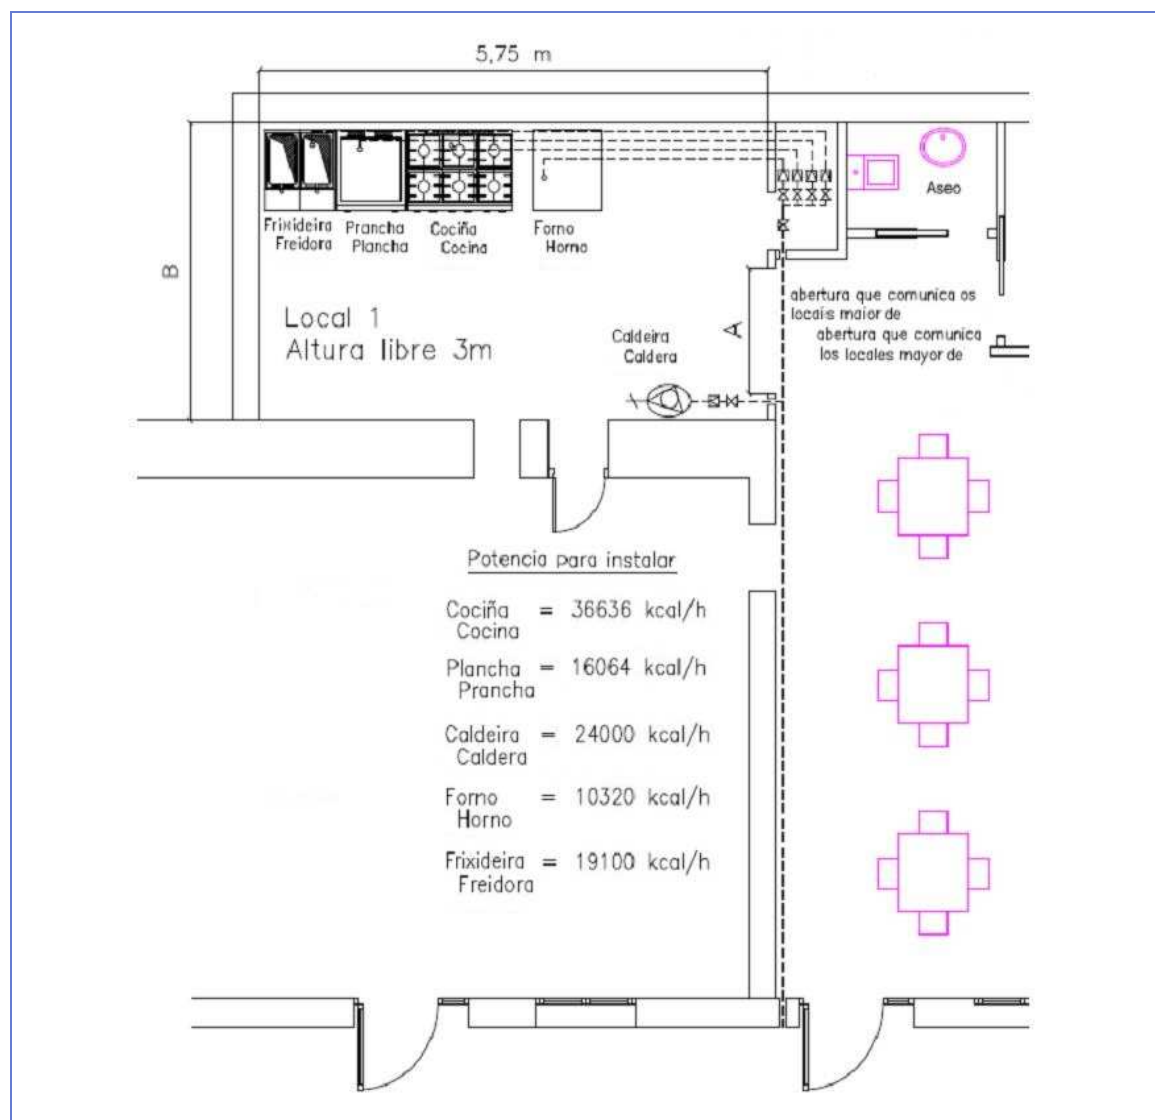 5,75 m
Aseo
Frixideira
Freidora
Prancha
Plancha
Cociña
Cocina
Forno
Horno
B
abertura que comunica os
locais maior de
abertura que comunica
los locales mayor de
Local 1
Altura libre 3m
A
Caldeira
Caldera
Potencia para instalar
Cociña = 36636 kcal/h
Cocina
Plancha = 16064 kcal/h
Prancha
Caldeira = 24000 kcal/h
Caldera
Forno = 10320 kcal/h
Horno
Frixideira = 19100 kcal/h
Freidora